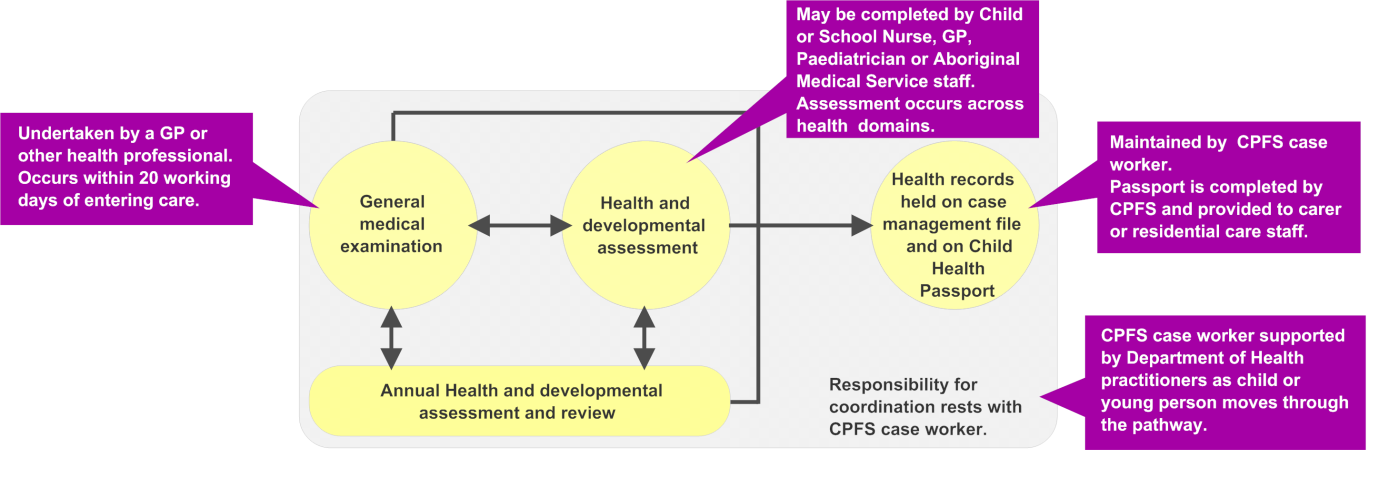 May be completed by Child
or School Nurse, GP,
Paediatrician or Aboriginal
Medical Service staff.
Assessment occurs across
health domains.
Undertaken by a GP or
other health professional.
Occurs within 20 working
days of entering care.
General
medical
examination
Health and
developmental
assessment
Health records
held on case
management file
and on Child
Health
Passport
Maintained by CPFS case
worker.
Passport is completed by
CPFS and provided to carer
or residential care staff.
Annual Health and developmental
assessment and review
Responsibility for
coordination rests with
CPFS case worker.
CPFS case worker supported
by Department of Health
practitioners as child or
young person moves through
the pathway.